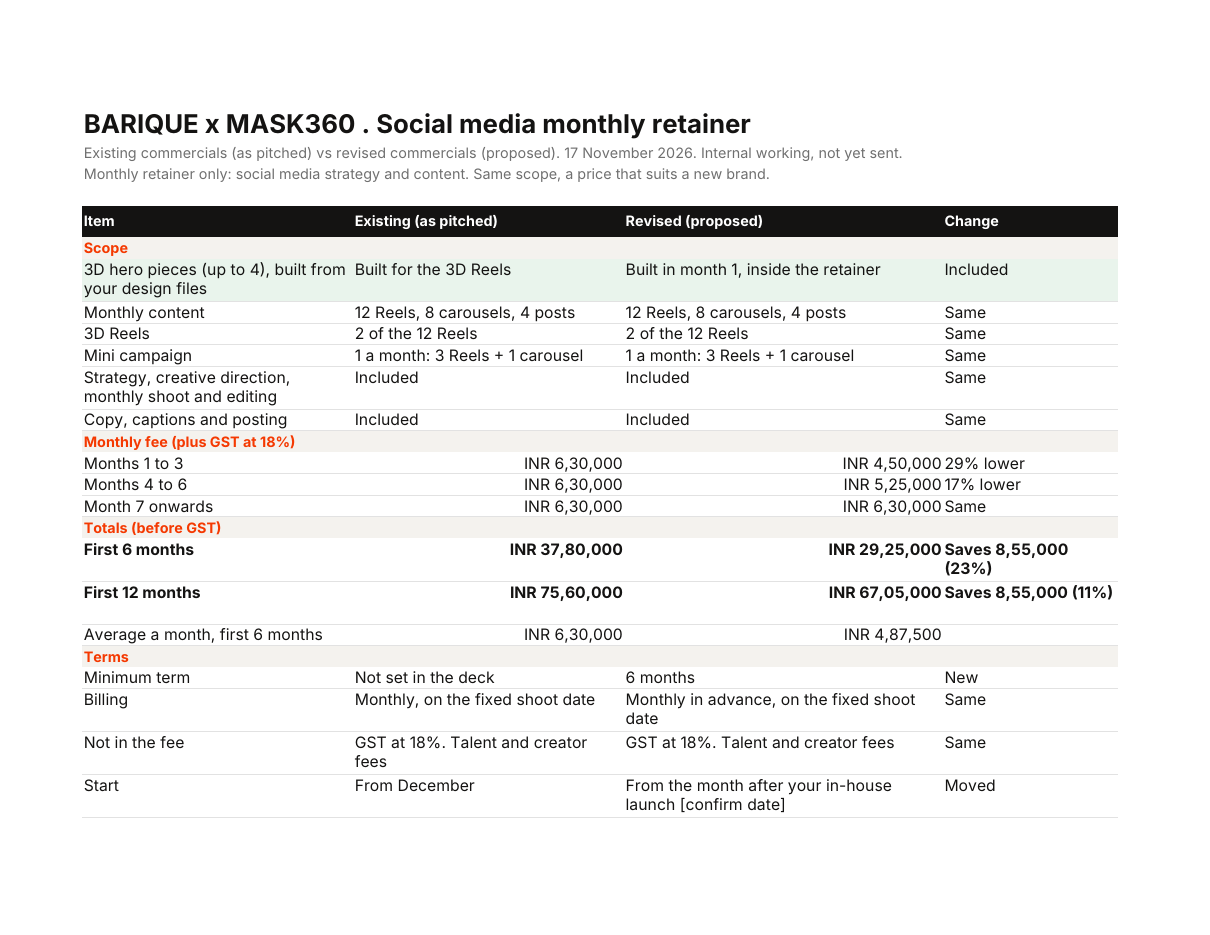 BARIQUE x MASK360 . Social media monthly retainer
Existing commercials (as pitched) vs revised commercials (proposed). 17 November 2026. Internal working, not yet sent.
Monthly retainer only: social media strategy and content. Same scope, a price that suits a new brand.
Item Existing (as pitched) Revised (proposed) Change
Scope
3D hero pieces (up to 4), built from Built for the 3D Reels Built in month 1, inside the retainer Included
your design files
Monthly content 12 Reels, 8 carousels, 4 posts 12 Reels, 8 carousels, 4 posts Same
3D Reels 2 of the 12 Reels 2 of the 12 Reels Same
Mini campaign 1 a month: 3 Reels + 1 carousel 1 a month: 3 Reels + 1 carousel Same
Strategy, creative direction, Included Included Same
monthly shoot and editing
Copy, captions and posting Included Included Same
Monthly fee (plus GST at 18%)
Months 1 to 3 INR 6,30,000 INR 4,50,000 29% lower
Months 4 to 6 INR 6,30,000 INR 5,25,000 17% lower
Month 7 onwards INR 6,30,000 INR 6,30,000 Same
Totals (before GST)
First 6 months INR 37,80,000 INR 29,25,000 Saves 8,55,000
(23%)
First 12 months INR 75,60,000 INR 67,05,000 Saves 8,55,000 (11%)
Average a month, first 6 months INR 6,30,000 INR 4,87,500
Terms
Minimum term Not set in the deck 6 months New
Billing Monthly, on the fixed shoot date Monthly in advance, on the fixed shoot Same
date
Not in the fee GST at 18%. Talent and creator GST at 18%. Talent and creator fees Same
fees
Start From December From the month after your in-house Moved
launch [confirm date]